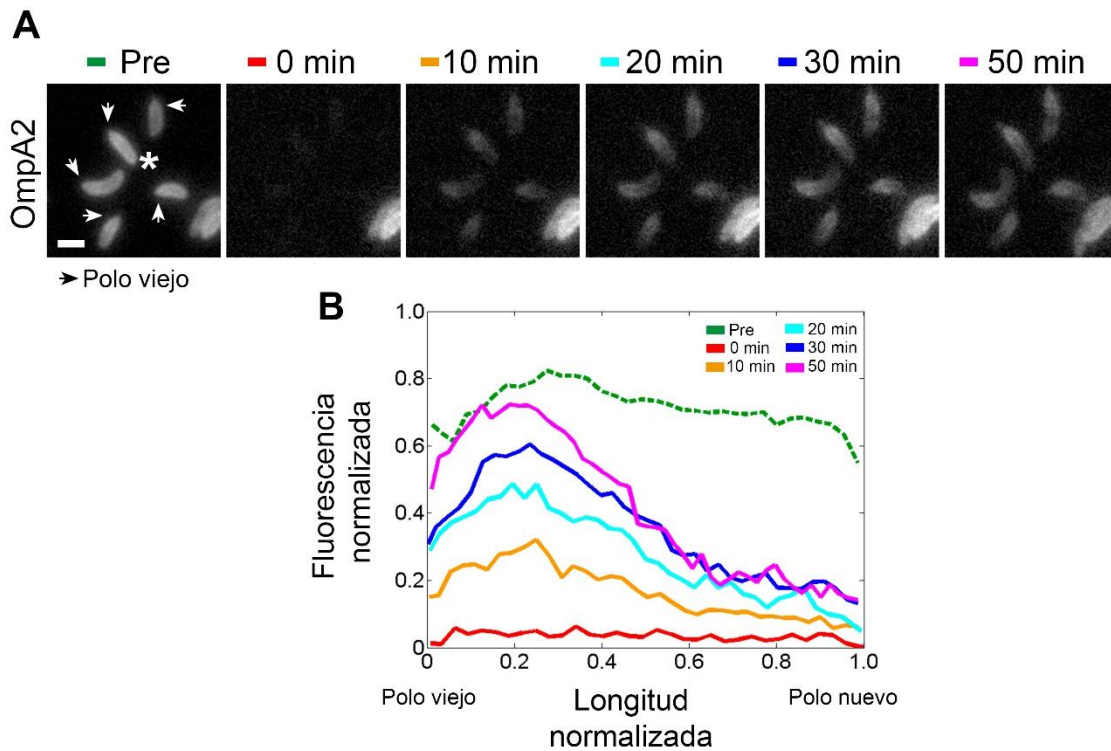 A
Pre 0 min 10 min 20 min 30 min 50 min
OmpA2
*
Polo viejo
B
Fluorescencia
normalizada
1.0
0.8
0.6
0.4
0.2
0
Pre 20 min
0 min 30 min
10 min 50 min
0 0.2 0.4 0.6 0.8 1.0
Polo viejo Longitud Polo nuevo
normalizada